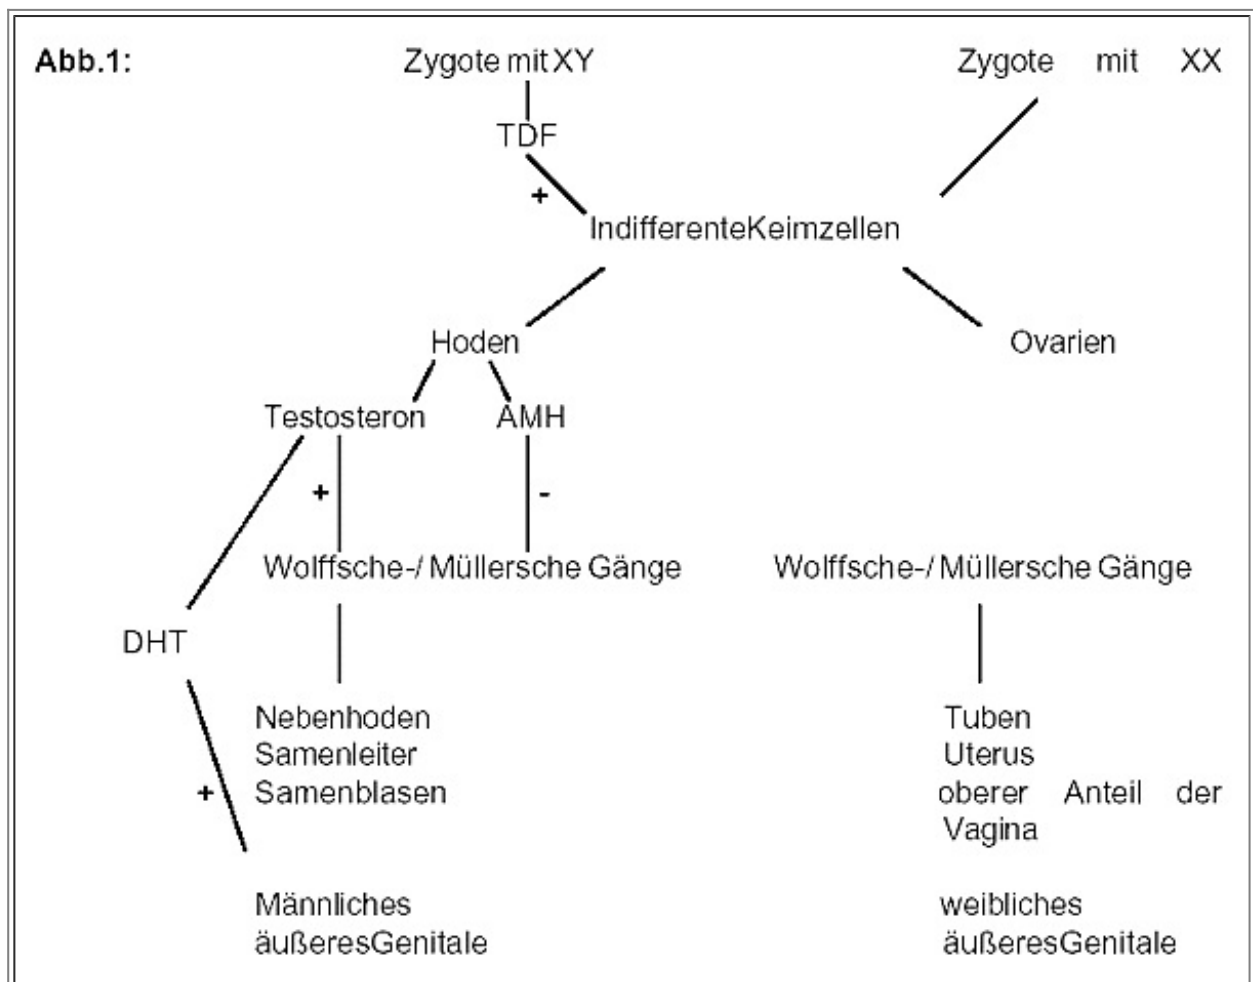 Abb.1: Zygote mit XY Zygote mit XX
TDF
+
IndifferenteKeimzellen
Hoden Ovarien
Testosteron AMH
+ -
Wolffsche-/ Müllersche Gänge Wolffsche-/ Müllersche Gänge
DHT
Nebenhoden Tuben
Samenleiter Uterus
+ Samenblasen oberer Anteil der
Vagina
Männliches weibliches
äußeresGenitale äußeresGenitale